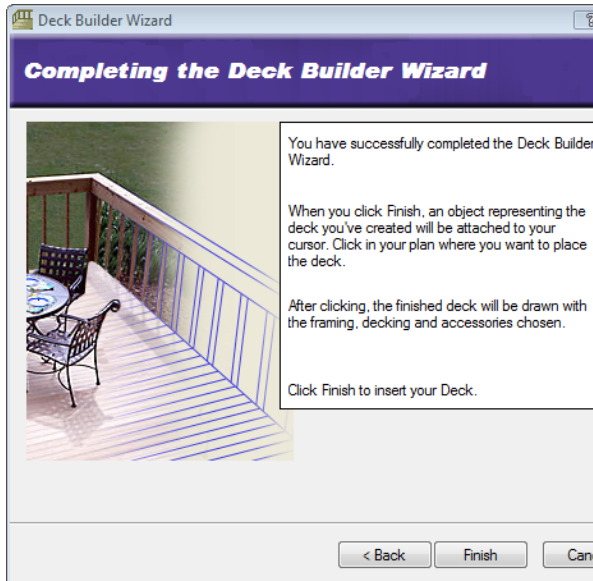 Deck Builder Wizard
Completing the Deck Builder Wizard
You have successfully completed the Deck Builder
Wizard.
When you click Finish, an object representing the
deck you've created will be attached to your
cursor. Click in your plan where you want to place
the deck.
After clicking, the finished deck will be drawn with
the framing, decking and accessories chosen.
Click Finish to insert your Deck.
< Back Finish